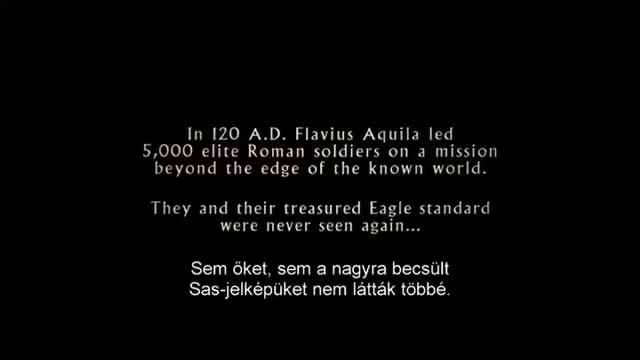 In 120 A.D. Flavius Aquila led
5,000 elite Roman soldiers on a mission
beyond the edge of the known world.
They and their treasured Eagle standard
were never seen again...
Sem őket, sem a nagyra becsült
Sas-jelképüket nem látták többé.